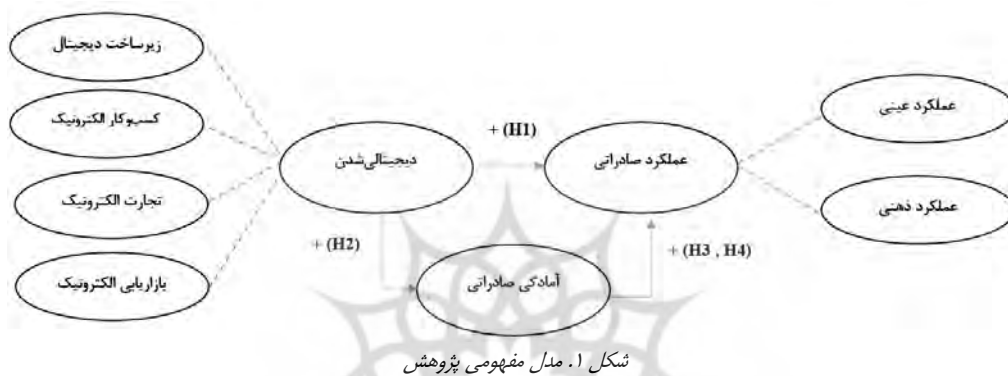 زیرساخت دیجیتال
کسب‌وکار الکترونیک
تجارت الکترونیک
بازاریابی الکترونیک
دیجیتالی‌شدن
+ (H1)
+ (H2)
آمادگی صادراتی
عملکرد صادراتی
+ (H3 , H4)
عملکرد عینی
عملکرد ذهنی
شکل ۱. مدل مفهومی پژوهش